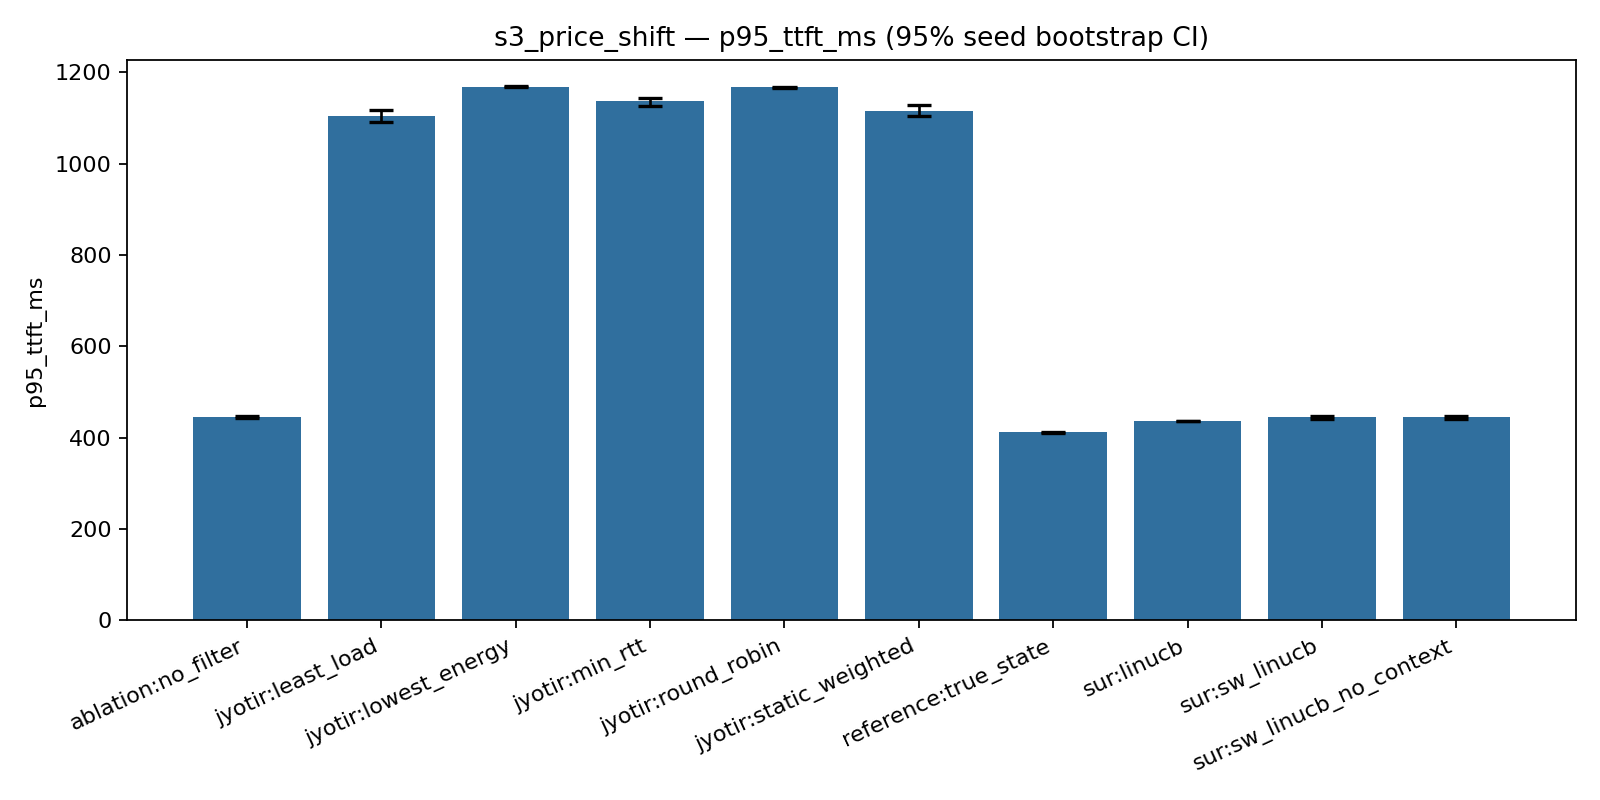 s3_price_shift — p95_ttft_ms (95% seed bootstrap CI)
p95_ttft_ms
1200
1000
800
600
400
200
0
ablation:no_filter
jyotir:least_load
jyotir:lowest_energy
jyotir:min_rtt
jyotir:round_robin
jyotir:static_weighted
reference:true_state
sur:linucb
sur:sw_linucb
sur:sw_linucb_no_context